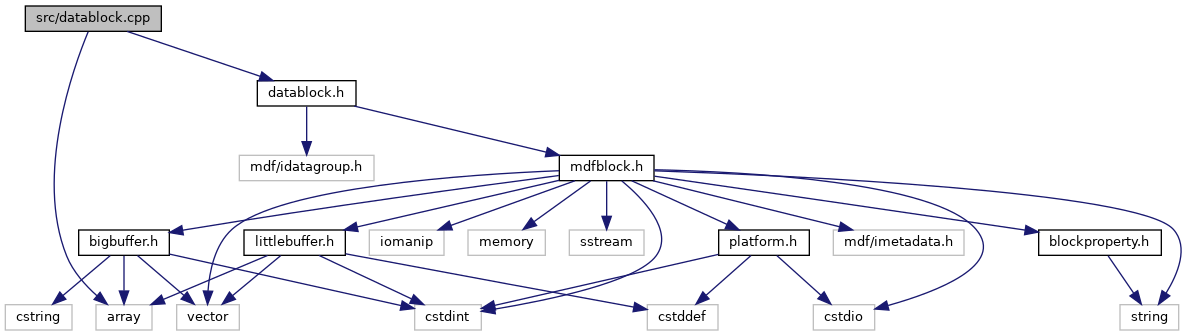 src/datablock.cpp
datablock.h
mdf/idatagroup.h
mdfblock.h
bigbuffer.h
littlebuffer.h
iomanip
memory
sstream
platform.h
mdf/imetadata.h
blockproperty.h
cstring
array
vector
cstdint
cstddef
cstdio
string